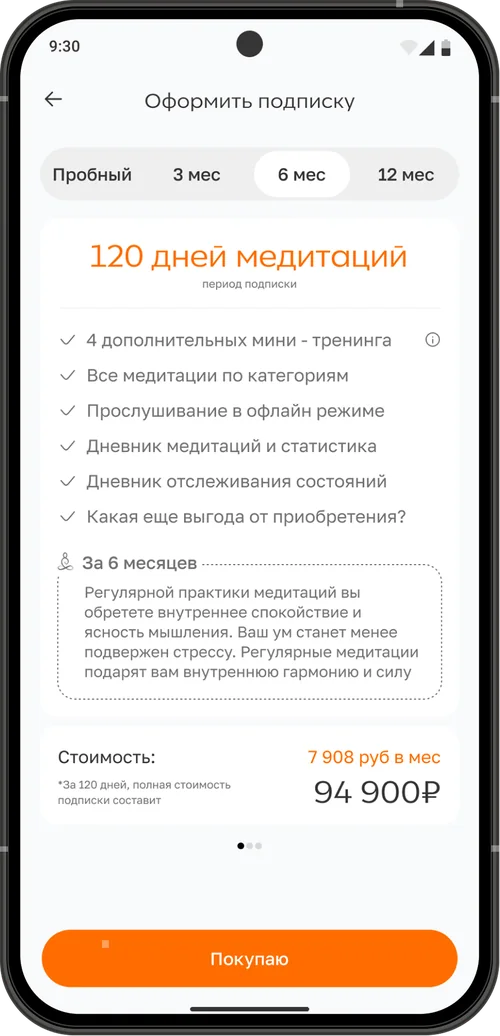 9:30
Оформить подписку
Пробный 3 мес 6 мес 12 мес
120 дней медитаций
период подписки
4 дополнительных мини - тренинга
Все медитации по категориям
Прослушивание в офлайн режиме
Дневник медитаций и статистика
Дневник отслеживания состояний
Какая еще выгода от приобретения?
За 6 месяцев
Регулярной практики медитаций вы
обретете внутреннее спокойствие и
ясность мышления. Ваш ум станет менее
подвержен стрессу. Регулярные медитации
подарят вам внутреннюю гармонию и силу
Стоимость: 7 908 руб в мес
*За 120 дней, полная стоимость
подписки составит
94 900₽
Покупаю